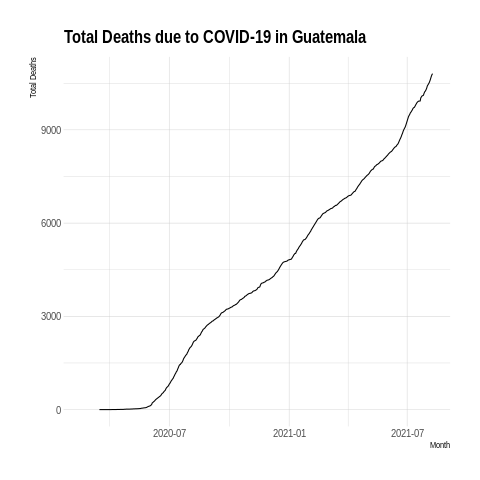 Total Deaths due to COVID-19 in Guatemala
Total Deaths
9000
6000
3000
0
2020-07 2021-01 2021-07
Month